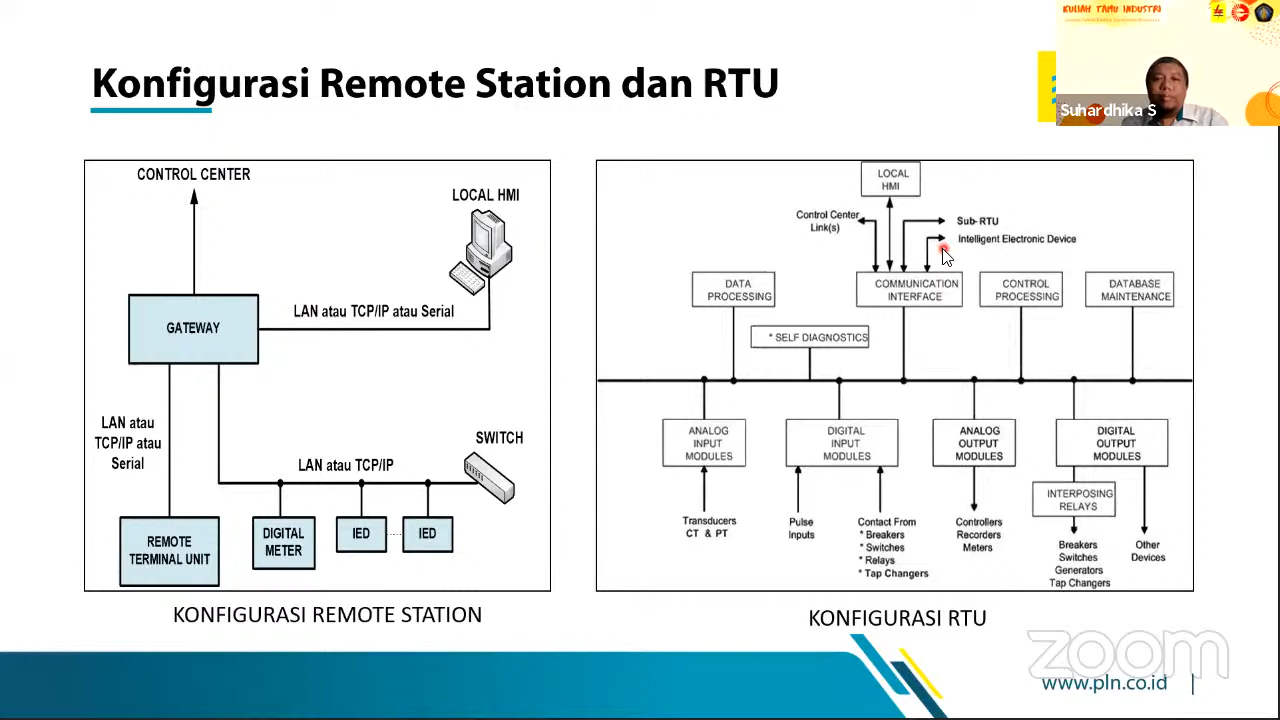 KULIAH TAMU INDUSTRI
Konfigurasi Remote Station dan RTU
Suhardhika S
CONTROL CENTER
LOCAL HMI
GATEWAY
LAN atau TCP/IP atau Serial
LAN atau
TCP/IP atau
Serial
SWITCH
LAN atau TCP/IP
REMOTE
TERMINAL UNIT
DIGITAL
METER
IED
IED
KONFIGURASI REMOTE STATION
LOCAL
HMI
Control Center
Link(s)
Sub-RTU
Intelligent Electronic Device
DATA
PROCESSING
COMMUNICATION
INTERFACE
CONTROL
PROCESSING
DATABASE
MAINTENANCE
* SELF DIAGNOSTICS
ANALOG
INPUT
MODULES
DIGITAL
INPUT
MODULES
ANALOG
OUTPUT
MODULES
DIGITAL
OUTPUT
MODULES
INTERPOSING
RELAYS
Transducers
CT & PT
Pulse
Inputs
Contact From
* Breakers
* Switches
* Relays
* Tap Changers
Controllers
Recorders
Meters
Breakers
Switches
Generators
Tap Changers
Other
Devices
KONFIGURASI RTU
zoom
www.pln.co.id